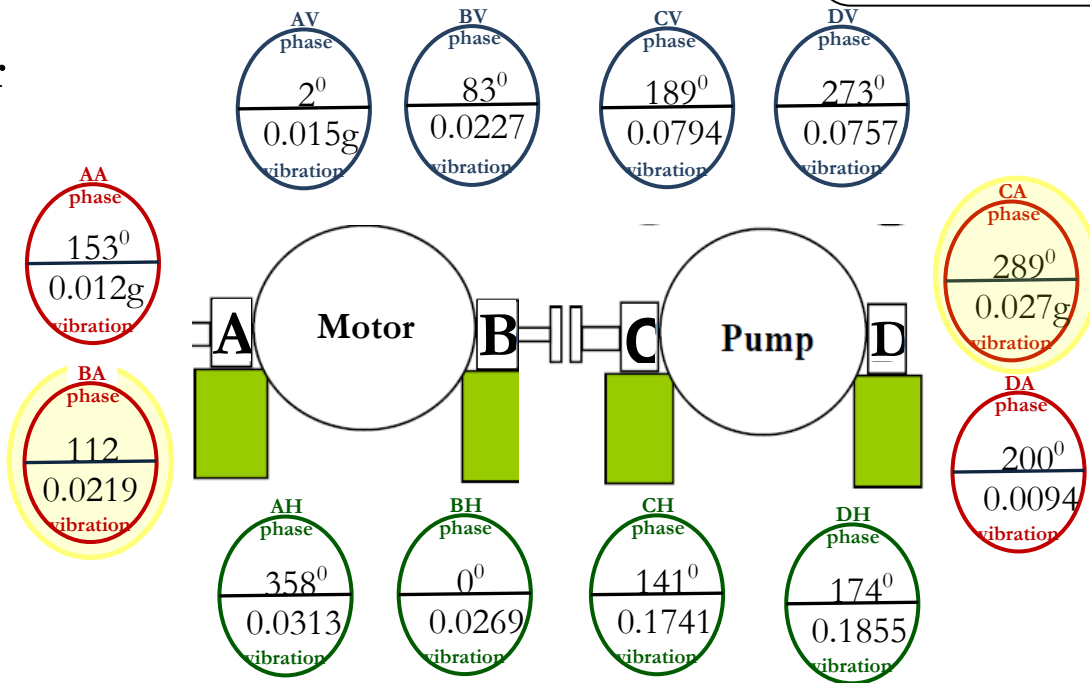 r
AV
phase
2⁰
0.015g
vibration
BV
phase
83⁰
0.0227
vibration
CV
phase
189⁰
0.0794
vibration
DV
phase
273⁰
0.0757
vibration
AA
phase
153⁰
0.012g
vibration
BA
phase
112
0.0219
vibration
A
Motor
B
C
Pump
D
CA
phase
289⁰
0.027g
vibration
DA
phase
200⁰
0.0094
vibration
AH
phase
358⁰
0.0313
vibration
BH
phase
0⁰
0.0269
vibration
CH
phase
141⁰
0.1741
vibration
DH
phase
174⁰
0.1855
vibration